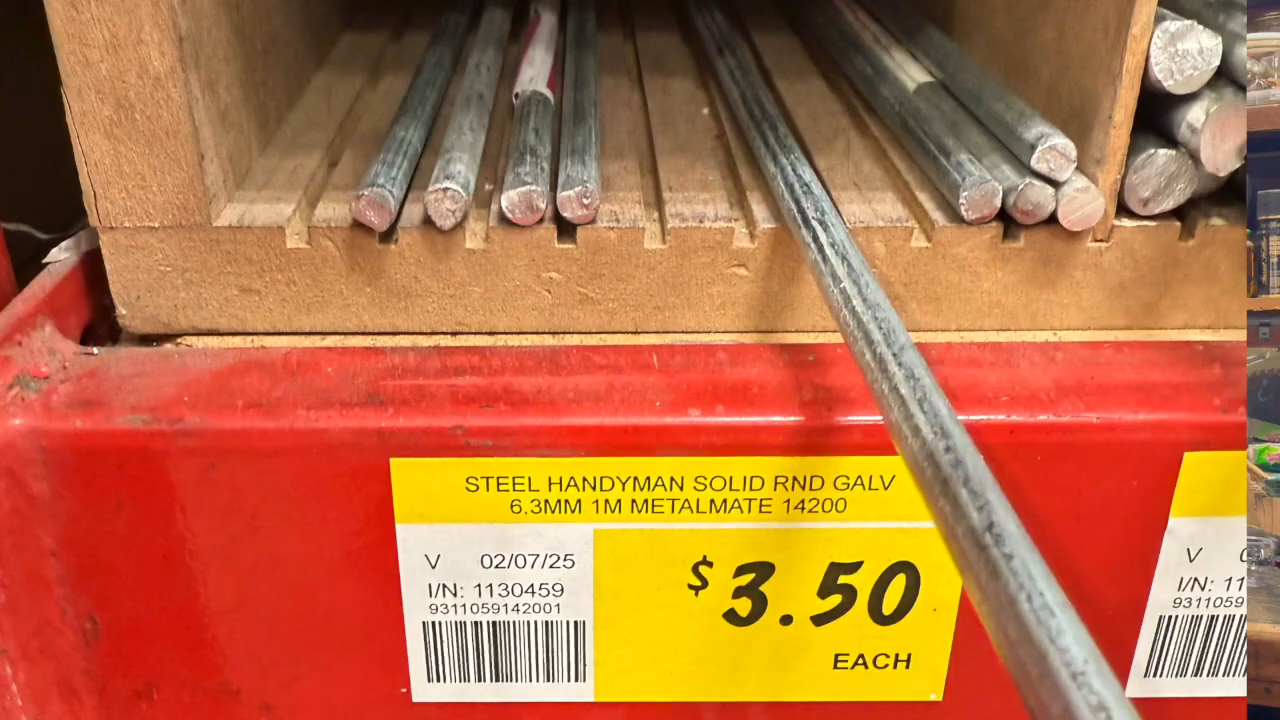 STEEL HANDYMAN SOLID RND GALV
6.3MM 1M METALMATE 14200
V 02/07/25
I/N: 1130459
9311059142001
$3.50
EACH
V
I/N: 11
9311059